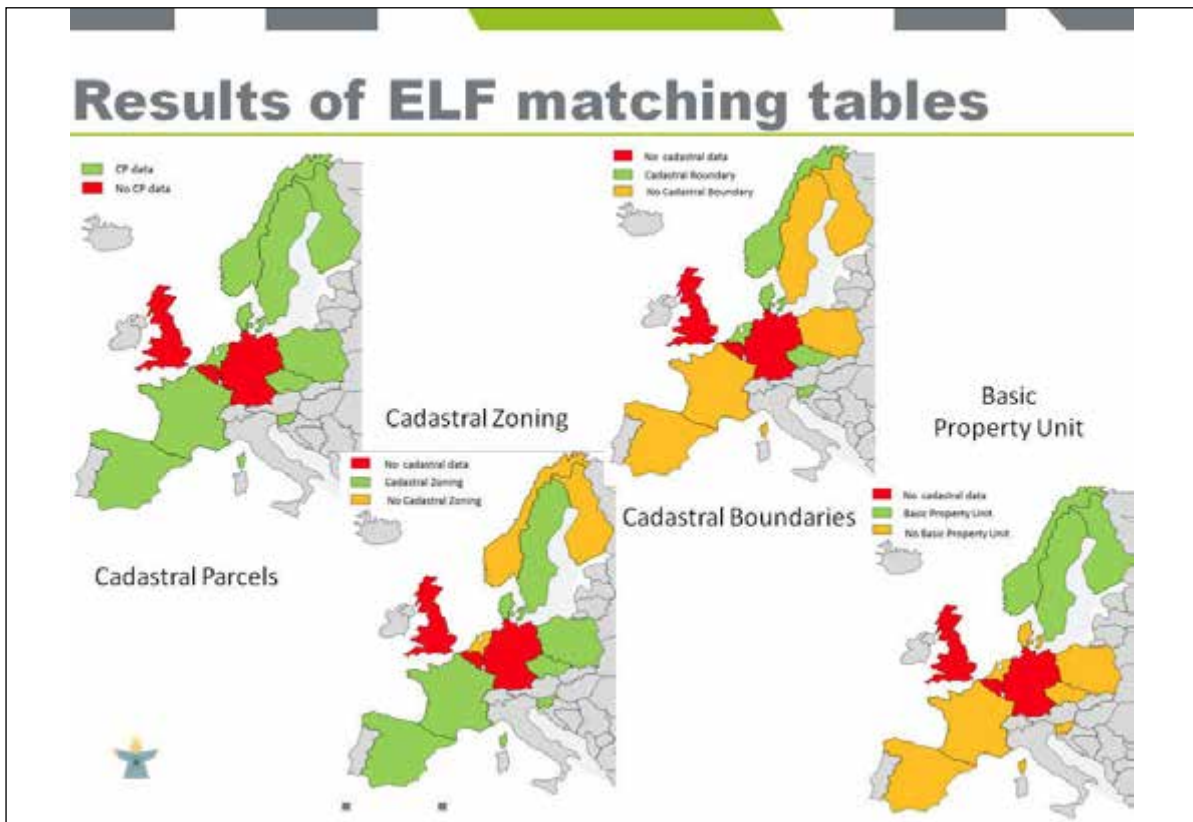 Results of ELF matching tables
CP data
No CP data
Cadastral Parcels
Cadastral Zoning
No cadastral data
Cadastral Zoning
No Cadastral Zoning
No cadastral data
Cadastral Boundary
No Cadastral Boundary
Cadastral Boundaries
Basic
Property Unit
No cadastral data
Basic Property Unit
No Basic Property Unit